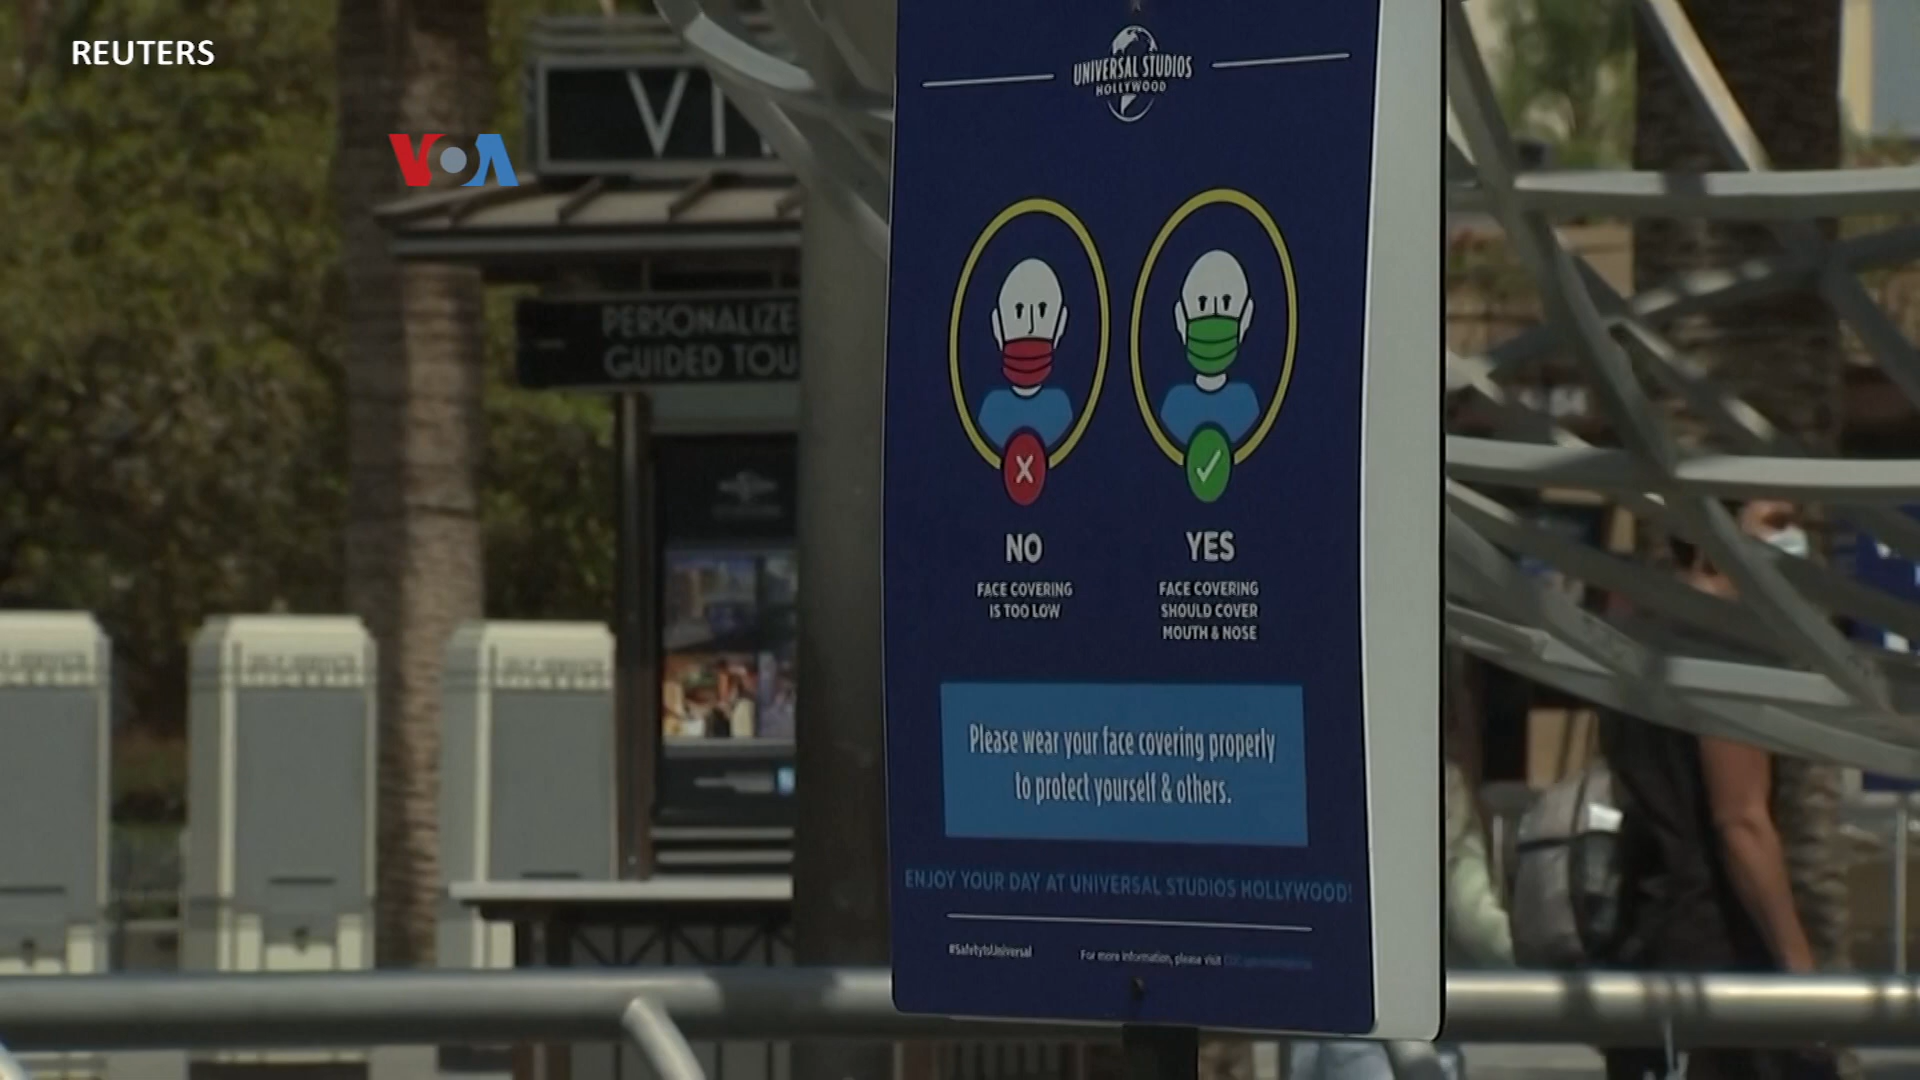 REUTERS
VOA
VI
PERSONALIZE
GUIDED TOU
UNIVERSAL STUDIOS
HOLLYWOOD
NO
FACE COVERING
IS TOO LOW
YES
FACE COVERING
SHOULD COVER
MOUTH & NOSE
Please wear your face covering properly
to protect yourself & others.
ENJOY YOUR DAY AT UNIVERSAL STUDIOS HOLLYWOOD!
#SafetyIsUniversal
For more information, please visit